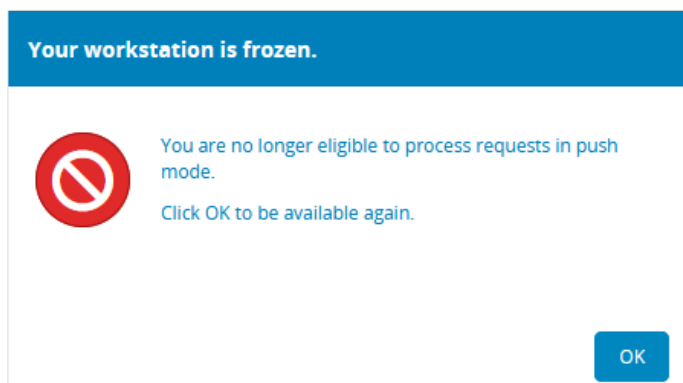 Your workstation is frozen.
You are no longer eligible to process requests in push
mode.
Click OK to be available again.
OK